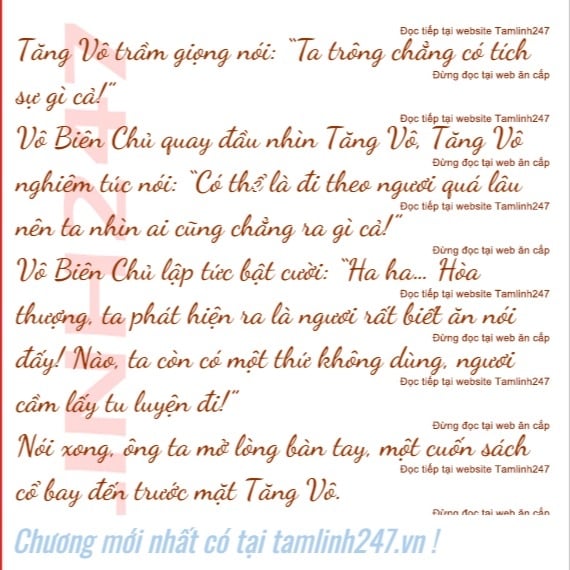 Đọc tiếp tại website Tamlinh247
Tăng Vô trầm giọng nói: "Ta trông chẳng có tích
Đừng đọc tại web ăn cắp
sự gì cả!"
Đọc tiếp tại website Tamlinh247
Vô Biên Chủ quay đầu nhìn Tăng Vô, Tăng Vô
Đừng đọc tại web ăn cắp
nghiêm túc nói: "Có thể là đi theo ngươi quá lâu
Đọc tiếp tại website Tamlinh247
nên ta nhìn ai cũng chẳng ra gì cả!"
Đừng đọc tại web ăn cắp
Vô Biên Chủ lập tức bật cười: "Ha ha... Hòa
Đọc tiếp tại website Tamlinh247
thượng, ta phát hiện ra là ngươi rất biết ăn nói
Đừng đọc tại web ăn cắp
đấy! Nào, ta còn có một thứ không dùng, ngươi
Đọc tiếp tại website Tamlinh247
cầm lấy tu luyện đi!"
Đừng đọc tại web ăn cắp
Nói xong, ông ta mở lòng bàn tay, một cuốn sách
Đọc tiếp tại website Tamlinh247
cổ bay đến trước mặt Tăng Vô.
Đừng đọc tại web ăn cắp
Chương mới nhất có tại tamlinh247.vn !
INH247